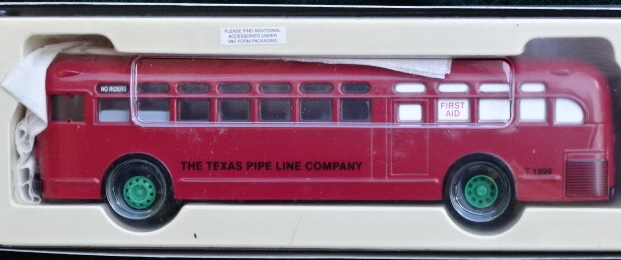 PLEASE FIND ADDITIONAL
ACCESSORIES UNDER
VAC FORM PACKAGING
NO RIDERS
FIRST
AID
THE TEXAS PIPE LINE COMPANY
T-1999